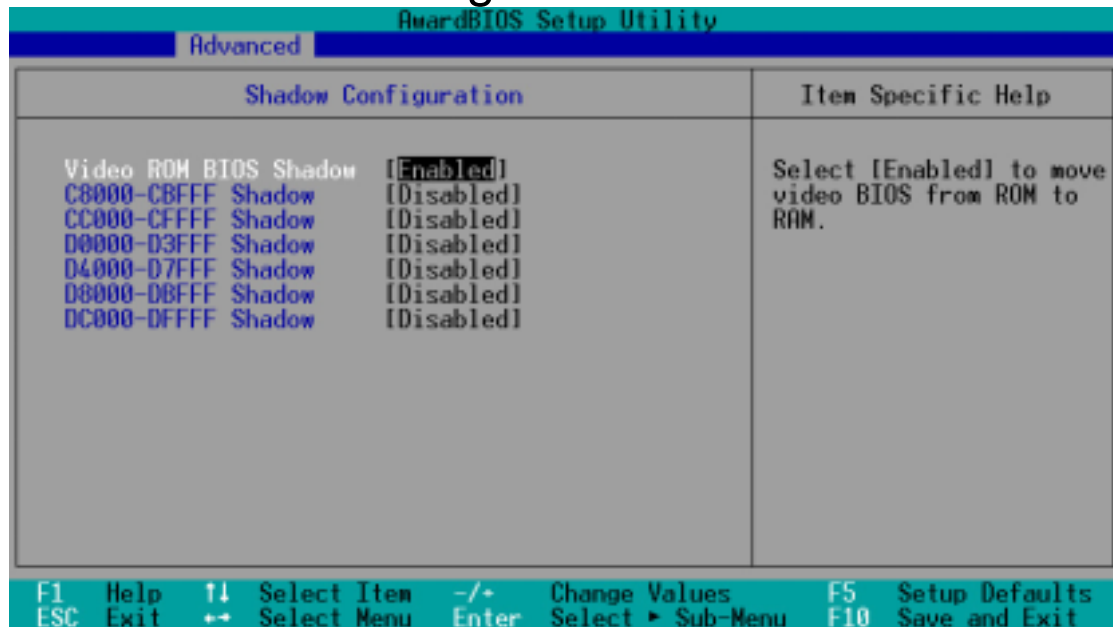 AwardBIOS Setup Utility
Advanced
Shadow Configuration
Item Specific Help
Video ROM BIOS Shadow [Enabled]
C8000-CBFFF Shadow [Disabled]
CC000-CFFFF Shadow [Disabled]
D0000-D3FFF Shadow [Disabled]
D4000-D7FFF Shadow [Disabled]
D8000-DBFFF Shadow [Disabled]
DC000-DFFFF Shadow [Disabled]
Select [Enabled] to move
video BIOS from ROM to
RAM.
F1 Help ↑↓ Select Item -/+ Change Values F5 Setup Defaults
ESC Exit ←→ Select Menu Enter Select ► Sub-Menu F10 Save and Exit